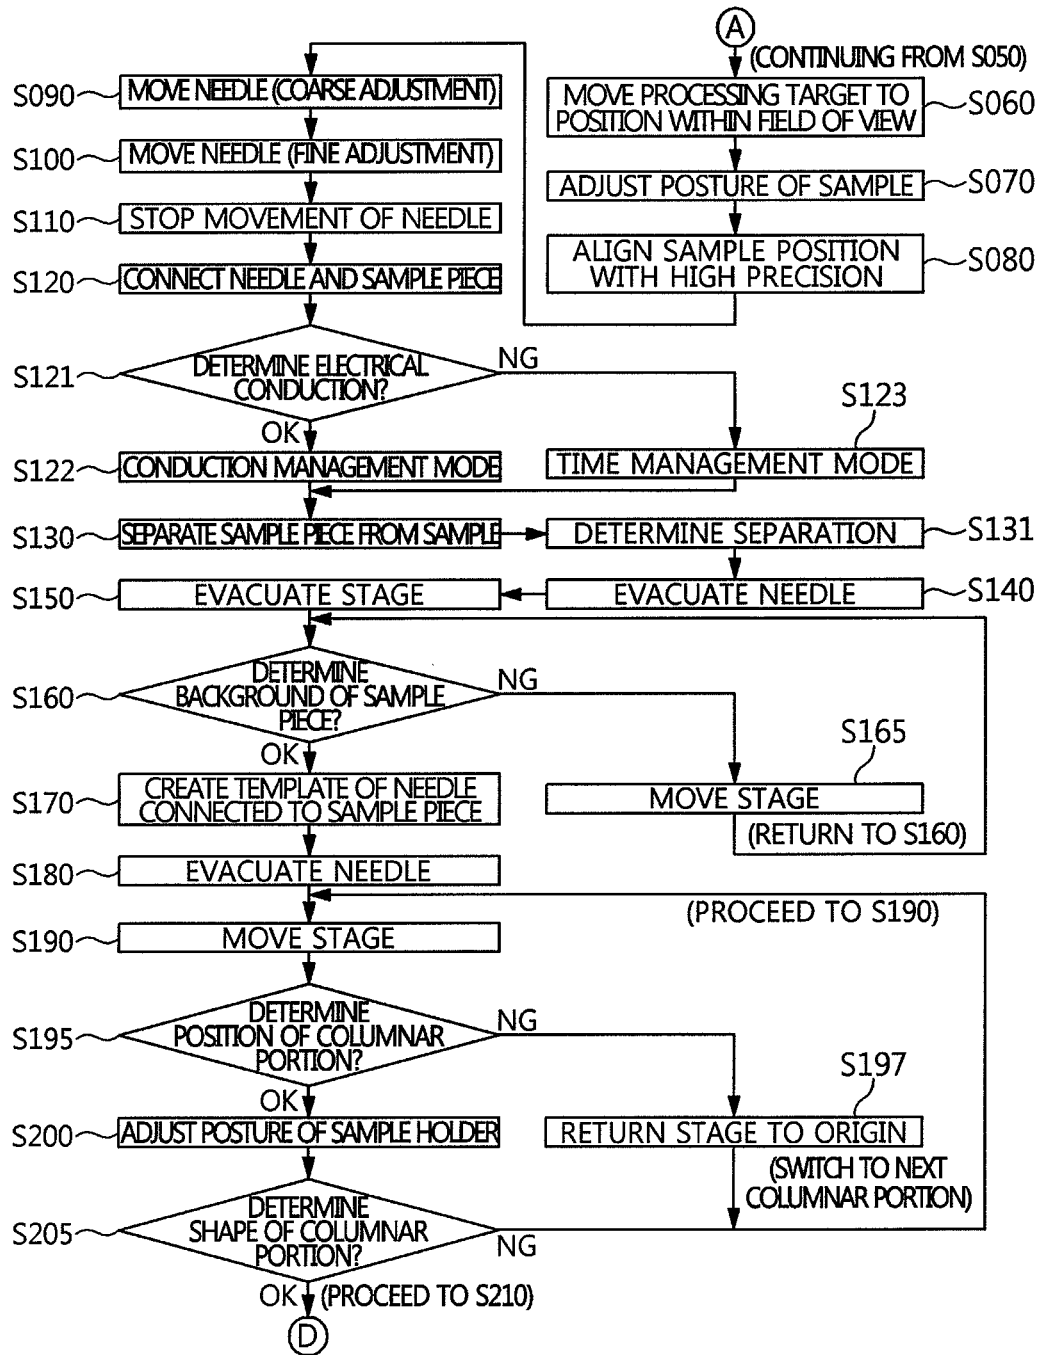 A
(CONTINUING FROM S050)
MOVE PROCESSING TARGET TO
POSITION WITHIN FIELD OF VIEW
S060
ADJUST POSTURE OF SAMPLE
S070
ALIGN SAMPLE POSITION
WITH HIGH PRECISION
S080
S090
MOVE NEEDLE (COARSE ADJUSTMENT)
S100
MOVE NEEDLE (FINE ADJUSTMENT)
S110
STOP MOVEMENT OF NEEDLE
S120
CONNECT NEEDLE AND SAMPLE PIECE
S121
DETERMINE ELECTRICAL
CONDUCTION?
NG
OK
S123
S122
CONDUCTION MANAGEMENT MODE
TIME MANAGEMENT MODE
S130
SEPARATE SAMPLE PIECE FROM SAMPLE
DETERMINE SEPARATION
S131
S150
EVACUATE STAGE
EVACUATE NEEDLE
S140
S160
DETERMINE
BACKGROUND OF SAMPLE
PIECE?
NG
OK
S165
MOVE STAGE
(RETURN TO S160)
S170
CREATE TEMPLATE OF NEEDLE
CONNECTED TO SAMPLE PIECE
S180
EVACUATE NEEDLE
(PROCEED TO S190)
S190
MOVE STAGE
S195
DETERMINE
POSITION OF COLUMNAR
PORTION?
NG
OK
S197
RETURN STAGE TO ORIGIN
(SWITCH TO NEXT
COLUMNAR PORTION)
S200
ADJUST POSTURE OF SAMPLE HOLDER
S205
DETERMINE
SHAPE OF COLUMNAR
PORTION?
NG
OK
(PROCEED TO S210)
D